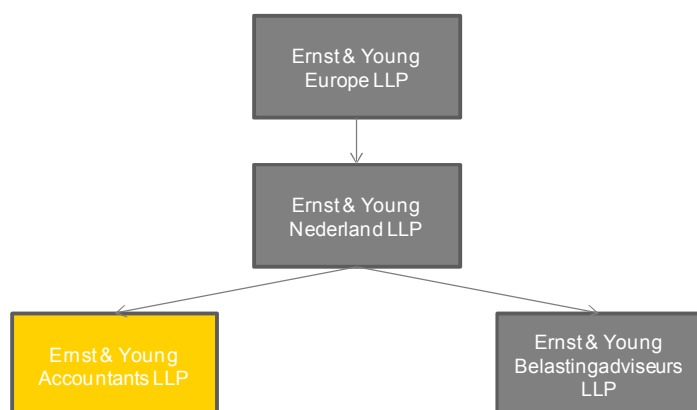 Ernst & Young
Europe LLP
Ernst & Young
Nederland LLP
Ernst & Young
Accountants LLP
Ernst & Young
Belastingadviseurs
LLP